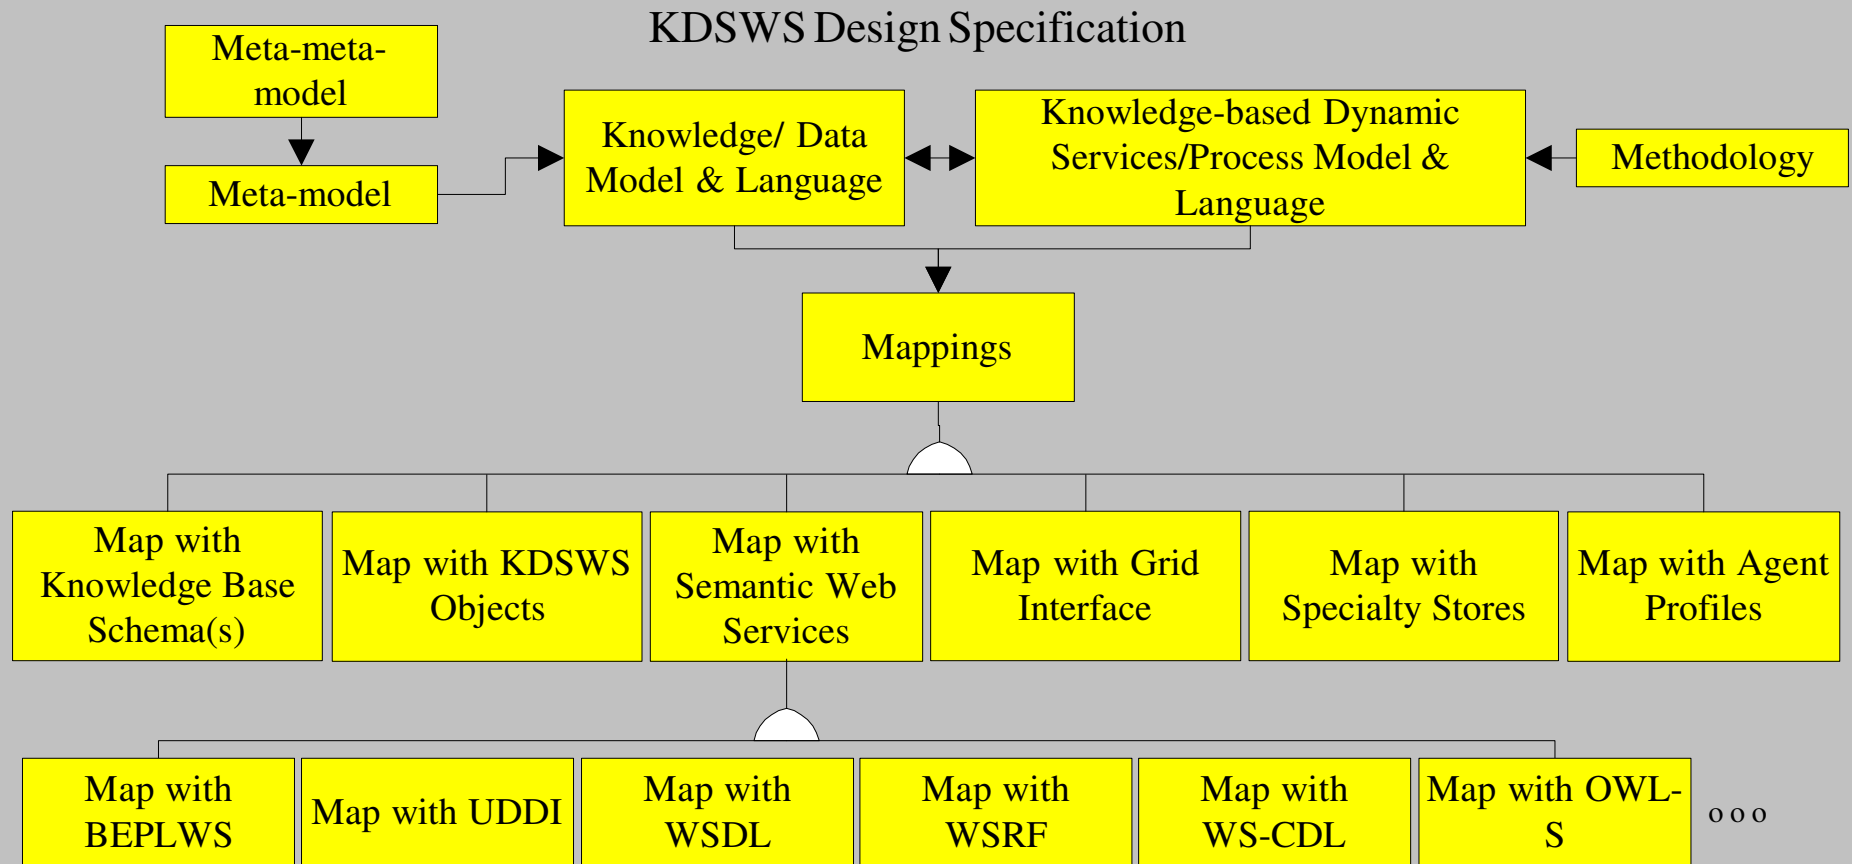 KDSWS Design Specification
Meta-meta-
model
Meta-model
Knowledge/ Data
Model & Language
Knowledge-based Dynamic
Services/Process Model &
Language
Methodology
Mappings
Map with
Knowledge Base
Schema(s)
Map with KDSWS
Objects
Map with
Semantic Web
Services
Map with Grid
Interface
Map with
Specialty Stores
Map with Agent
Profiles
Map with
BEPLWS
Map with UDDI
Map with
WSDL
Map with
WSRF
Map with
WS-CDL
Map with OWL-
S
o o o